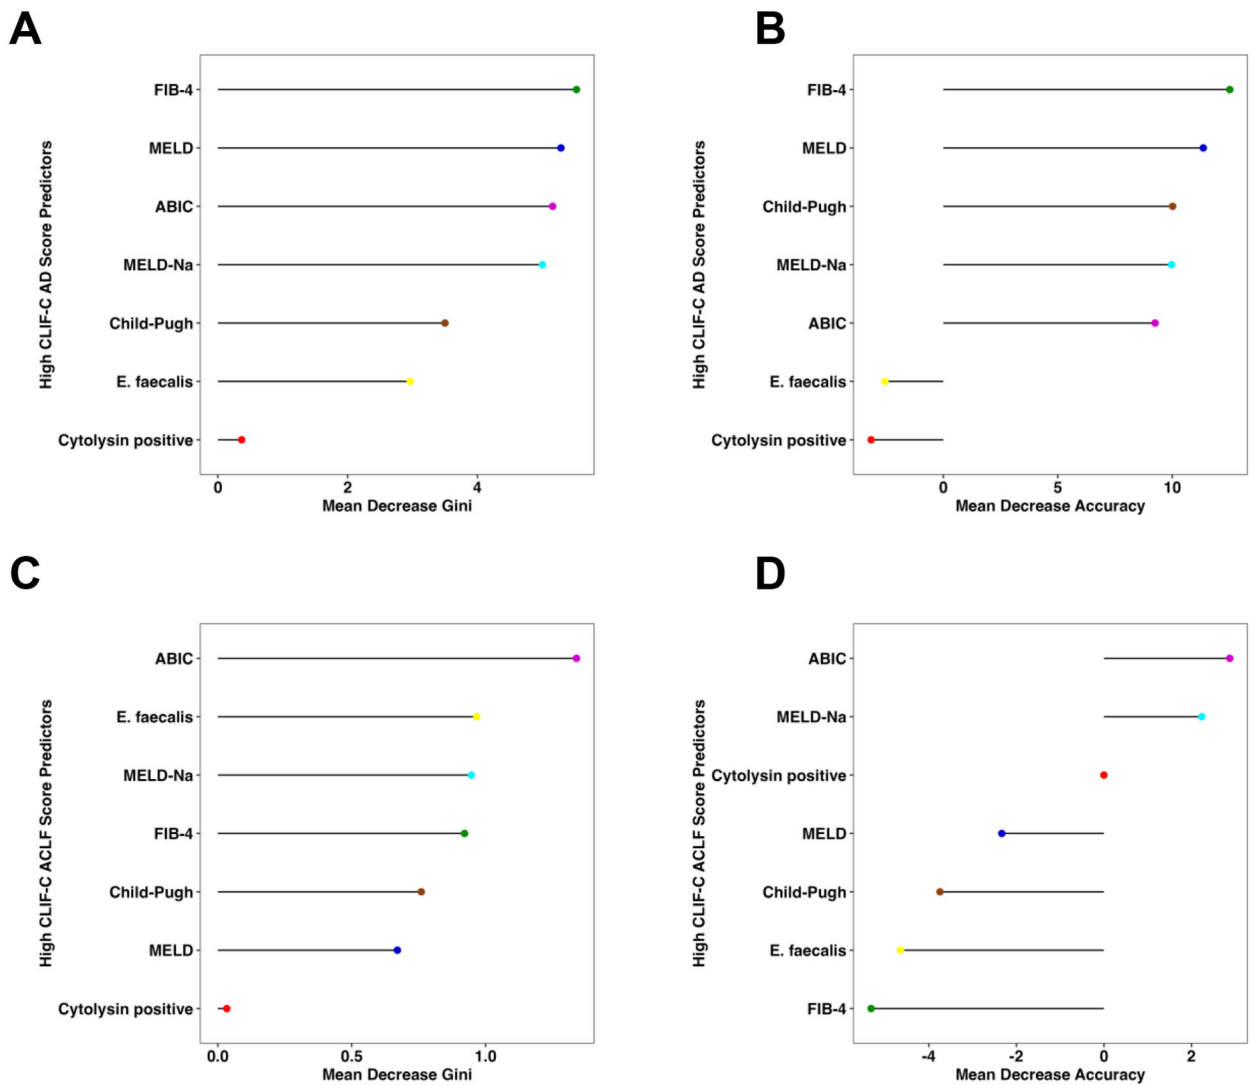 A
High CLIF-C AD Score Predictors
FIB-4
MELD
ABIC
MELD-Na
Child-Pugh
E. faecalis
Cytolysin positive
0 2 4
Mean Decrease Gini
B
High CLIF-C AD Score Predictors
FIB-4
MELD
Child-Pugh
MELD-Na
ABIC
E. faecalis
Cytolysin positive
0 5 10
Mean Decrease Accuracy
C
High CLIF-C ACLF Score Predictors
ABIC
E. faecalis
MELD-Na
FIB-4
Child-Pugh
MELD
Cytolysin positive
0.0 0.5 1.0
Mean Decrease Gini
D
High CLIF-C ACLF Score Predictors
ABIC
MELD-Na
Cytolysin positive
MELD
Child-Pugh
E. faecalis
FIB-4
-4 -2 0 2
Mean Decrease Accuracy